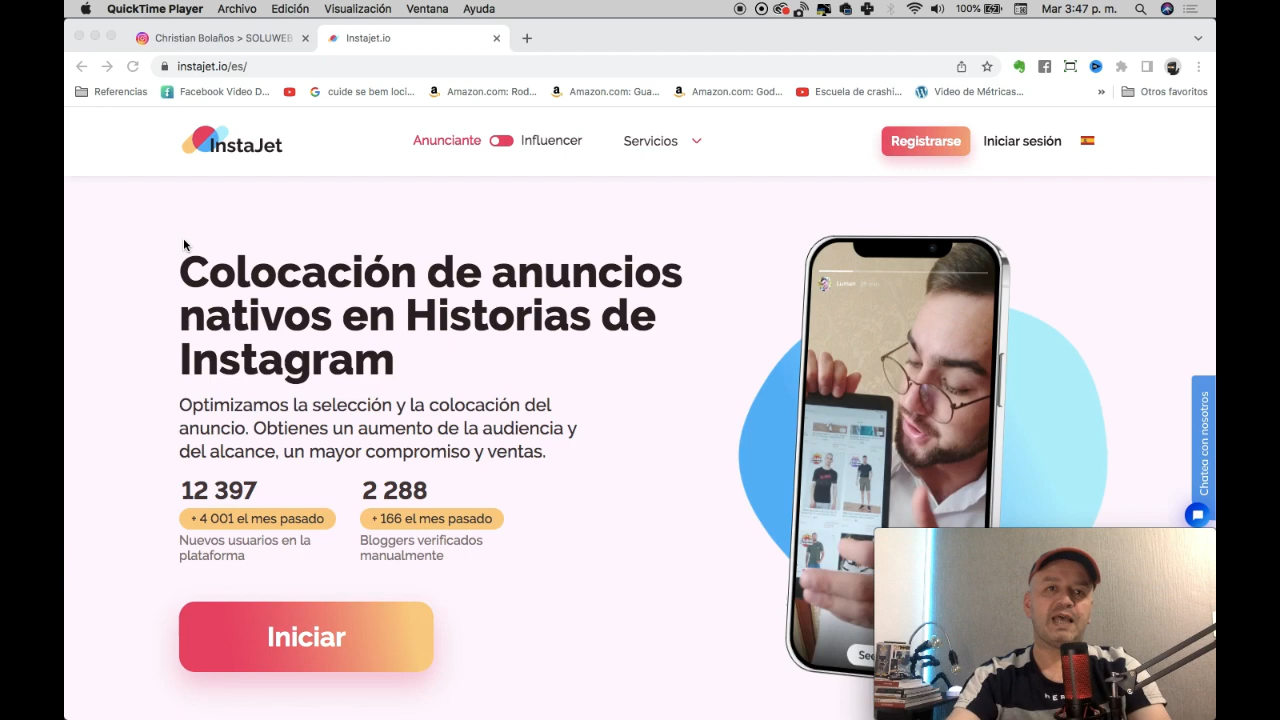 QuickTime Player Archivo Edición Visualización Ventana Ayuda 100% Mar 3:47 p. m.
Christian Bolaños > SOLUWEB Instajet.io
instajet.io/es/
Referencias Facebook Video D... cuide se bem loci... Amazon.com: Rod... Amazon.com: Gua... Amazon.com: God... Escuela de crashi... Video de Métricas... » Otros favoritos
InstaJet Anunciante Influencer Servicios Registrarse Iniciar sesión
Colocación de anuncios
nativos en Historias de
Instagram
Optimizamos la selección y la colocación del
anuncio. Obtienes un aumento de la audiencia y
del alcance, un mayor compromiso y ventas.
12 397 2 288
+ 4 001 el mes pasado + 166 el mes pasado
Nuevos usuarios en la Bloggers verificados
plataforma manualmente
Iniciar
Chatea con nosotros